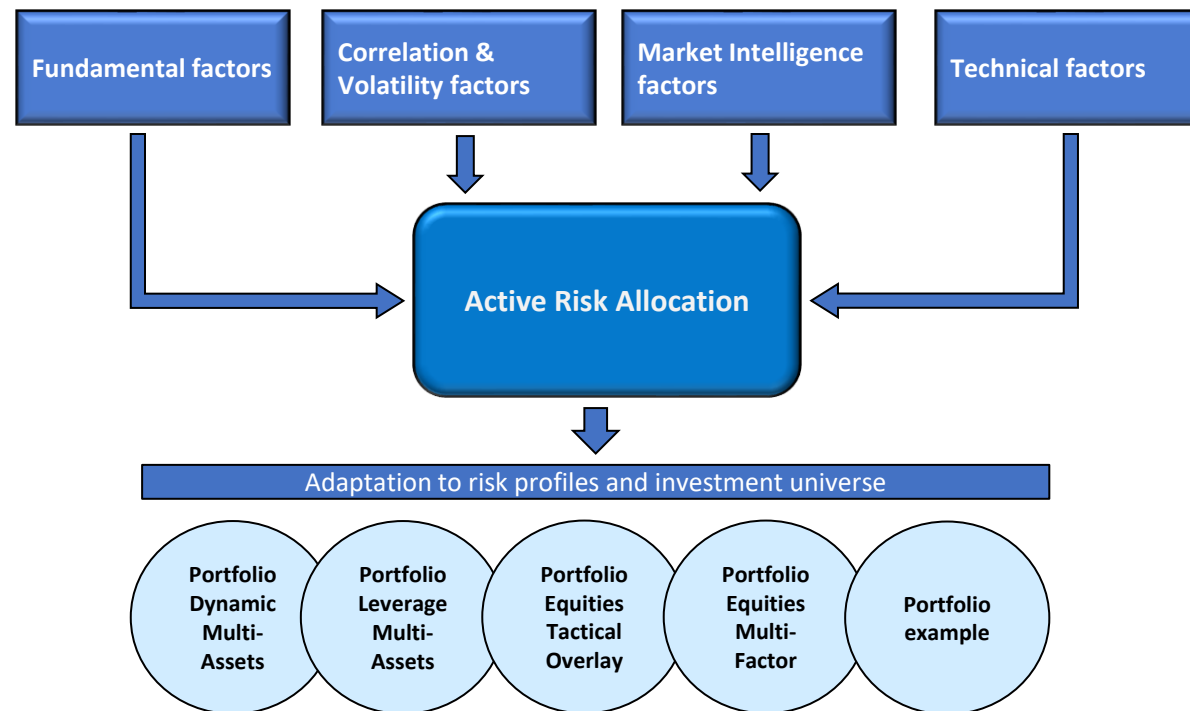 Fundamental factors
Correlation &
Volatility factors
Market Intelligence
factors
Technical factors
Active Risk Allocation
Adaptation to risk profiles and investment universe
Portfolio
Dynamic
Multi-
Assets
Portfolio
Leverage
Multi-
Assets
Portfolio
Equities
Tactical
Overlay
Portfolio
Equities
Multi-
Factor
Portfolio
example